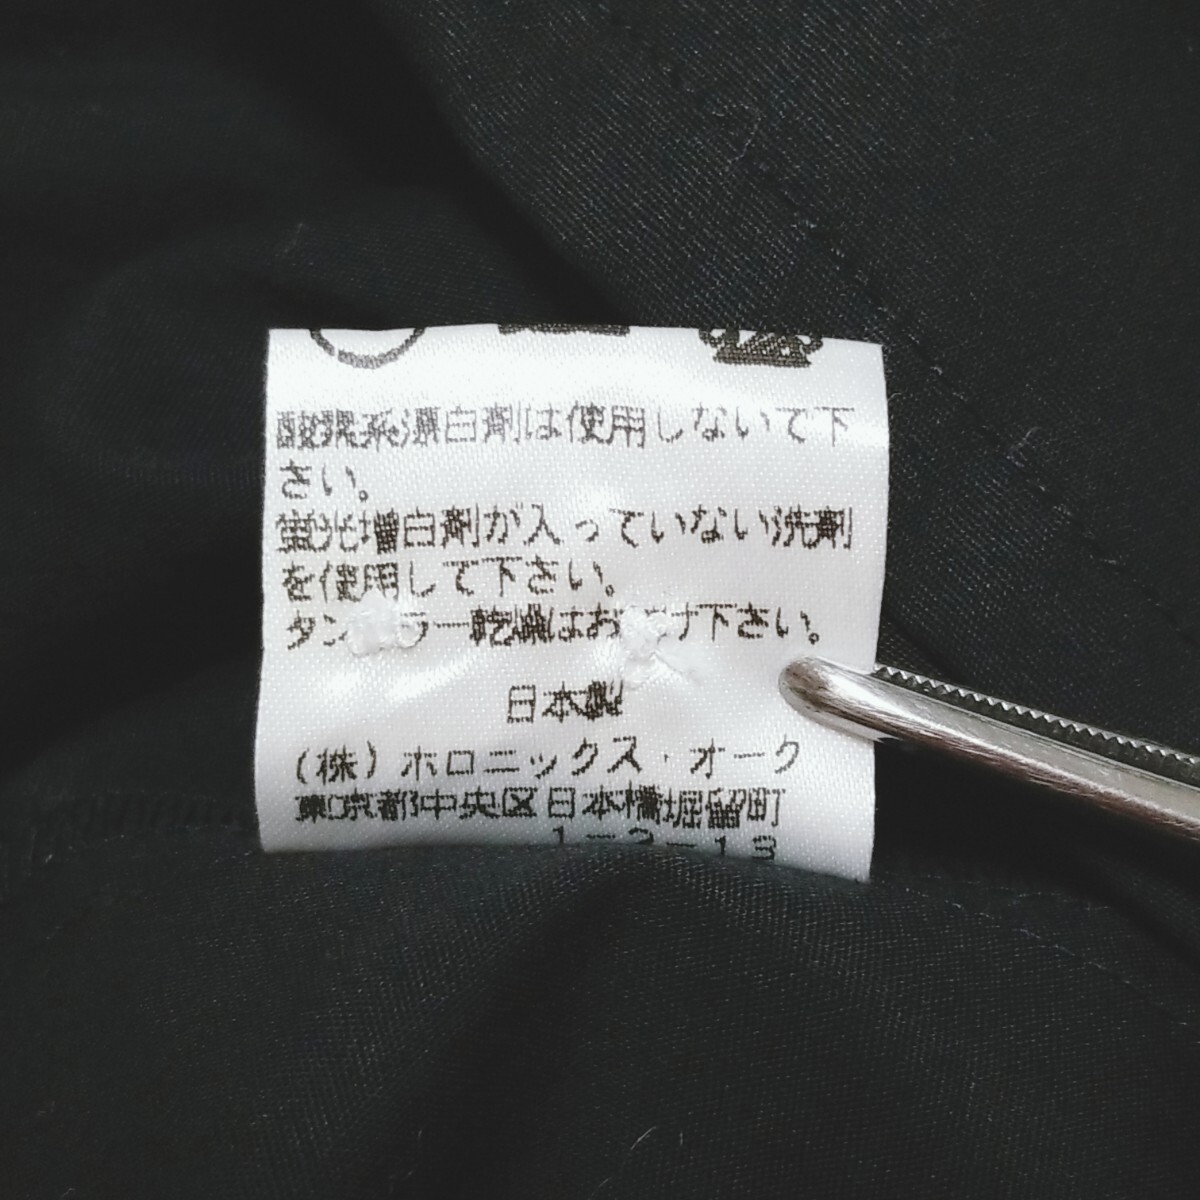 酸素系漂白剤は使用しないで下
さい。
蛍光増白剤が入っていない洗剤
を使用して下さい。
タンブラー乾燥はお避け下さい。
日本製
(株)ホロニックス・オーク
東京都中央区日本橋堀留町
1-2-13